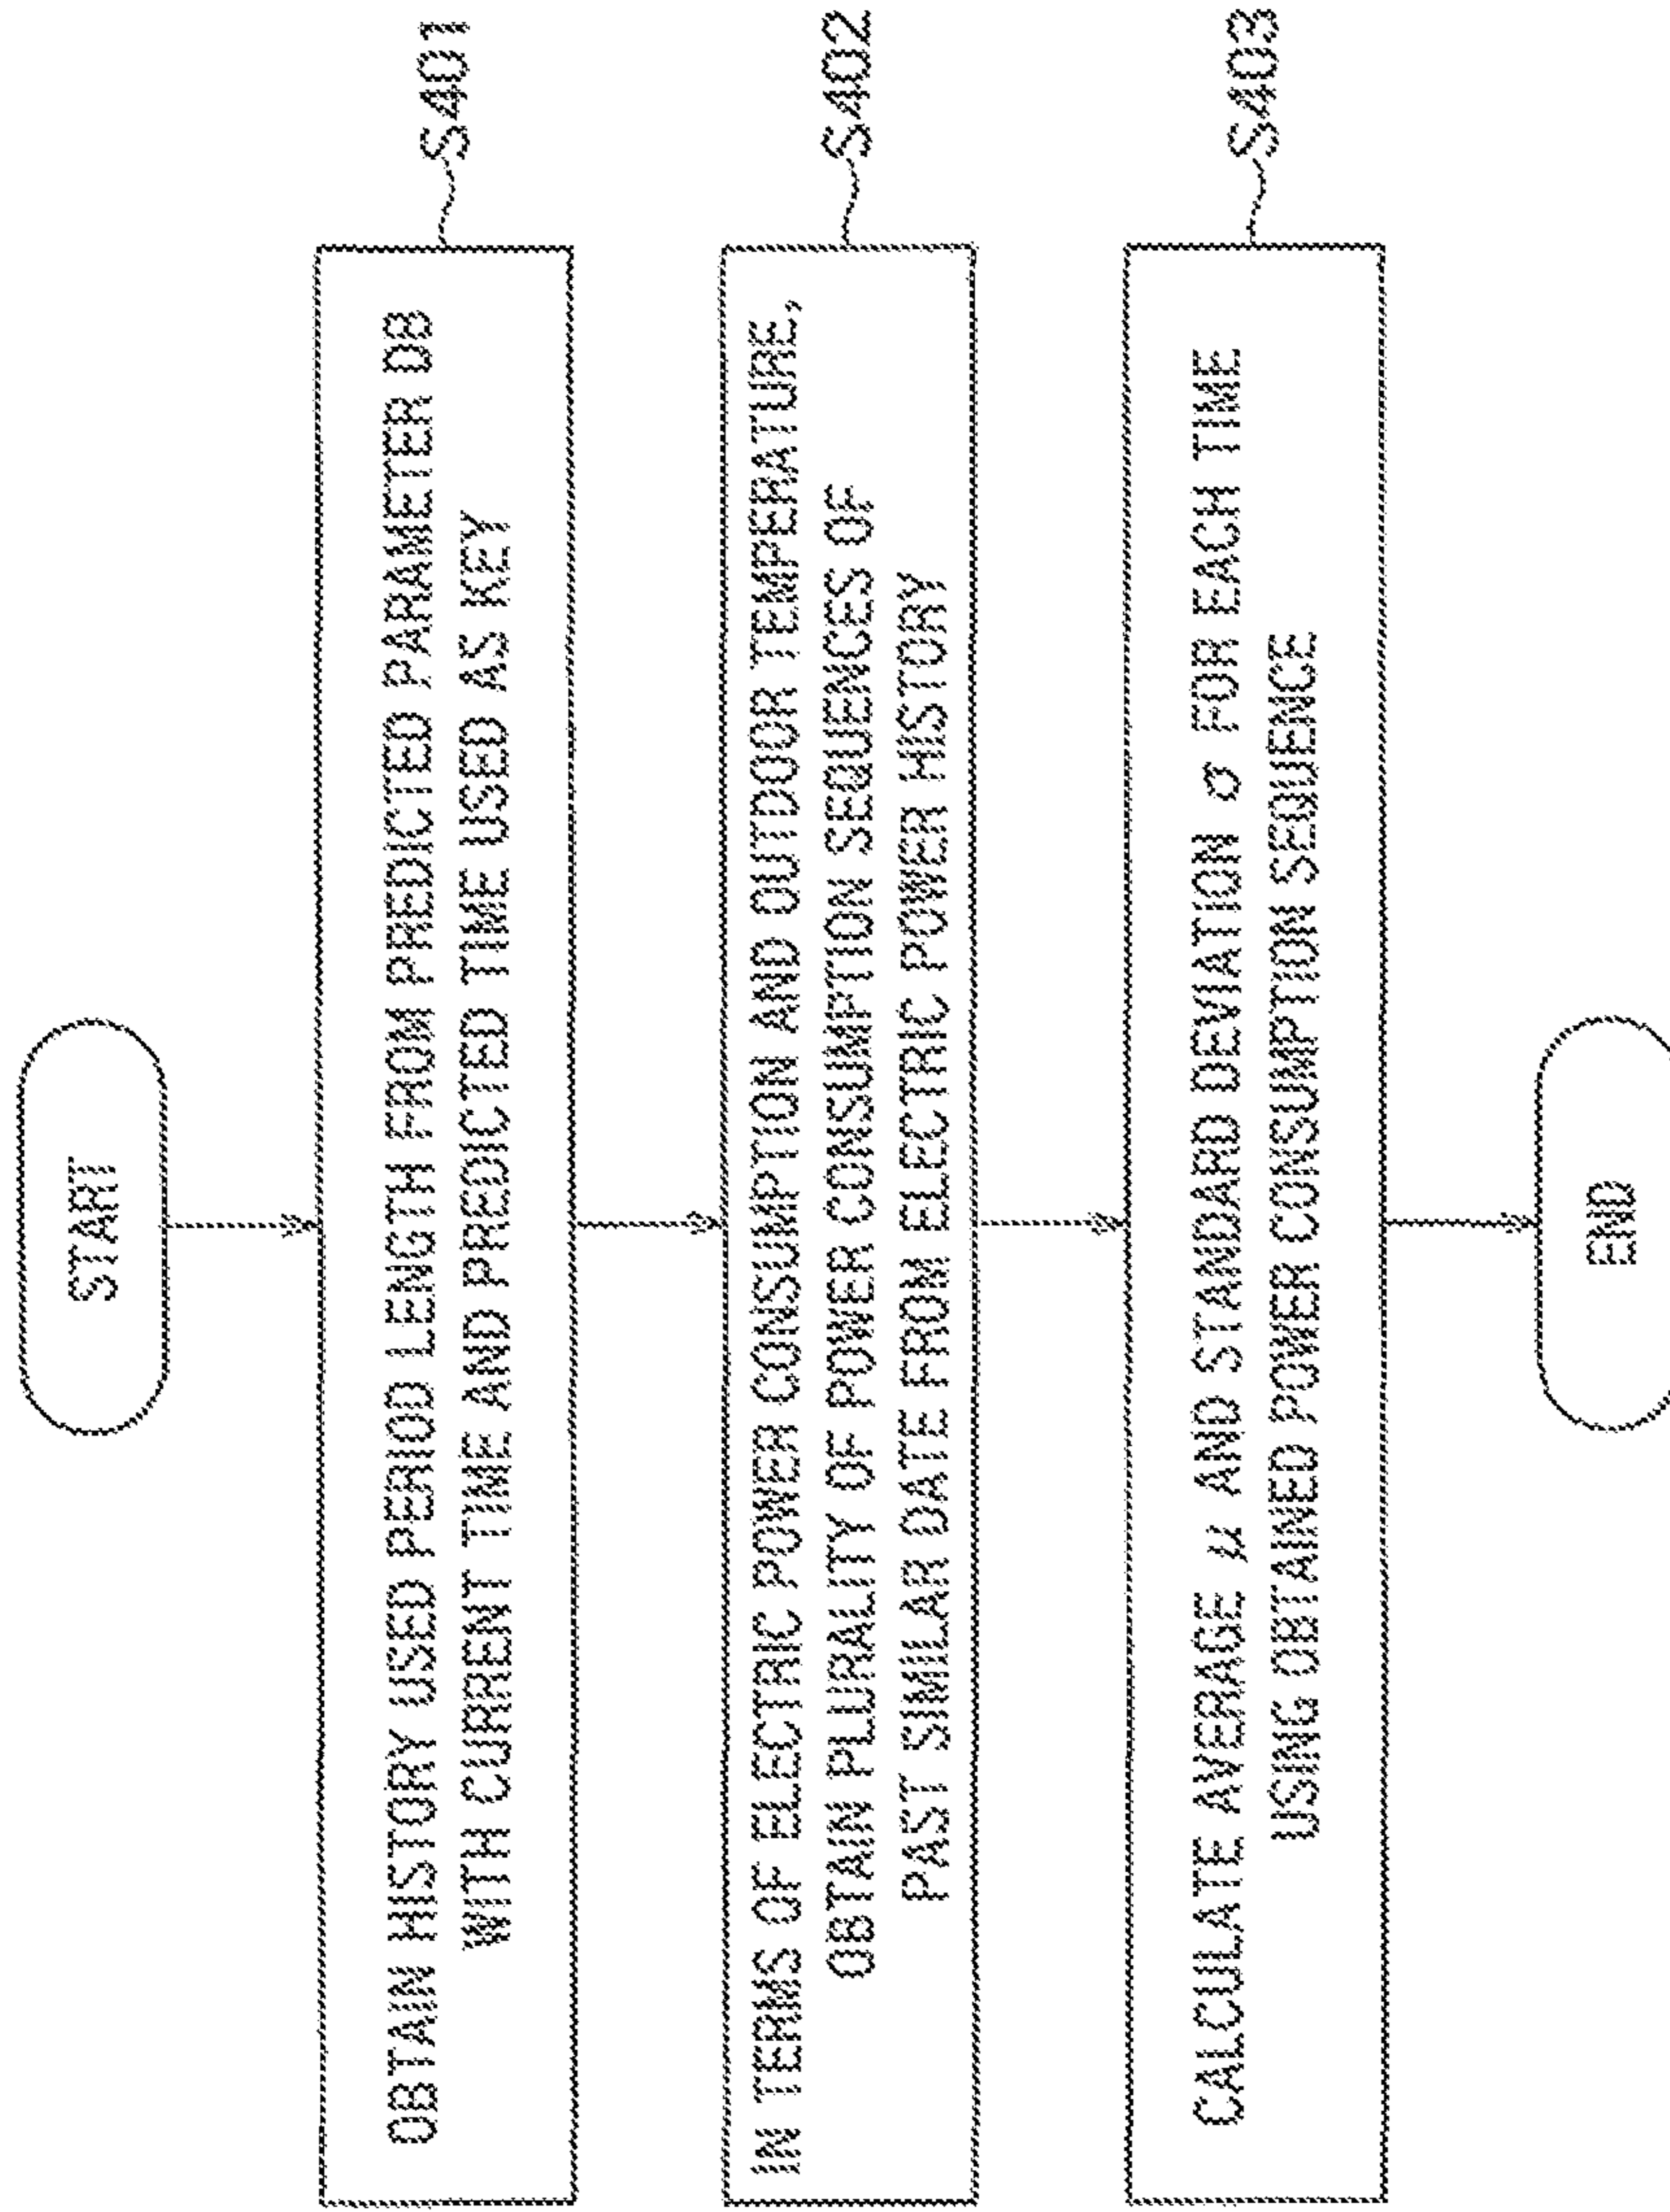 START
OBTAIN HISTORY USED PERIOD LENGTH FROM PREDICTED PARAMETER DB
WITH CURRENT TIME AND PREDICTED TIME USED AS KEY
S401
IN TERMS OF ELECTRIC POWER CONSUMPTION AND OUTDOOR TEMPERATURE,
OBTAIN PLURALITY OF POWER CONSUMPTION SEQUENCES OF
PAST SIMILAR DATE FROM ELECTRIC POWER HISTORY
S402
CALCULATE AVERAGE μ AND STANDARD DEVIATION σ FOR EACH TIME
USING OBTAINED POWER CONSUMPTION SEQUENCE
S403
END